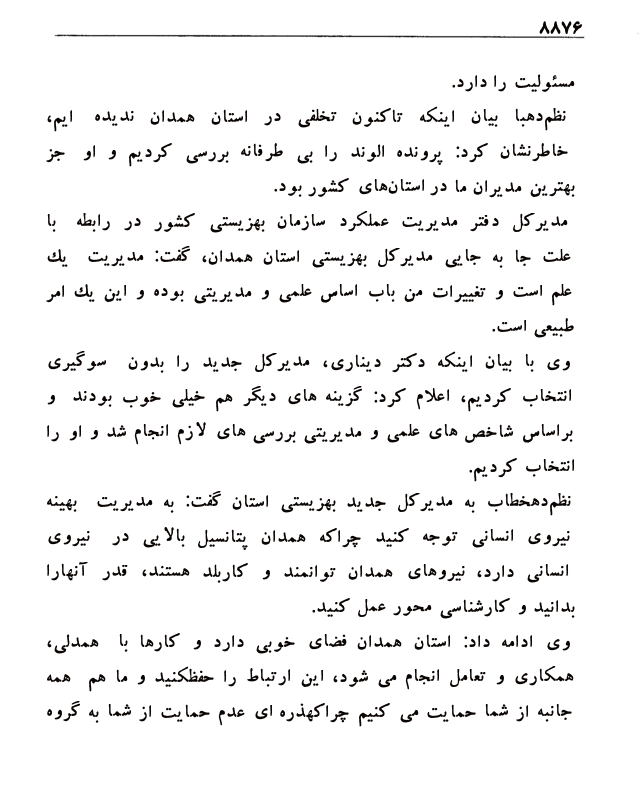 ۸۸۷۶
مسئولیت را دارد.
نظم‌دهبا بیان اینکه تاکنون تخلفی در استان همدان ندیده ایم،
خاطرنشان کرد: پرونده الوند را بی طرفانه بررسی کردیم و او جز
بهترین مدیران ما در استان‌های کشور بود.
مدیرکل دفتر مدیریت عملکرد سازمان بهزیستی کشور در رابطه با
علت جا به جایی مدیرکل بهزیستی استان همدان، گفت: مدیریت یك
علم است و تغییرات من باب اساس علمی و مدیریتی بوده و این یك امر
طبیعی است.
وی با بیان اینکه دکتر دیناری، مدیرکل جدید را بدون سوگیری
انتخاب کردیم، اعلام کرد: گزینه های دیگر هم خیلی خوب بودند و
براساس شاخص های علمی و مدیریتی بررسی های لازم انجام شد و او را
انتخاب کردیم.
نظم‌دهخطاب به مدیرکل جدید بهزیستی استان گفت: به مدیریت بهینه
نیروی انسانی توجه کنید چراکه همدان پتانسیل بالایی در نیروی
انسانی دارد، نیروهای همدان توانمند و کاربلد هستند، قدر آنهارا
بدانید و کارشناسی محور عمل کنید.
وی ادامه داد: استان همدان فضای خوبی دارد و کارها با همدلی،
همکاری و تعامل انجام می شود، این ارتباط را حفظکنید و ما هم همه
جانبه از شما حمایت می کنیم چراکهذره ای عدم حمایت از شما به گروه